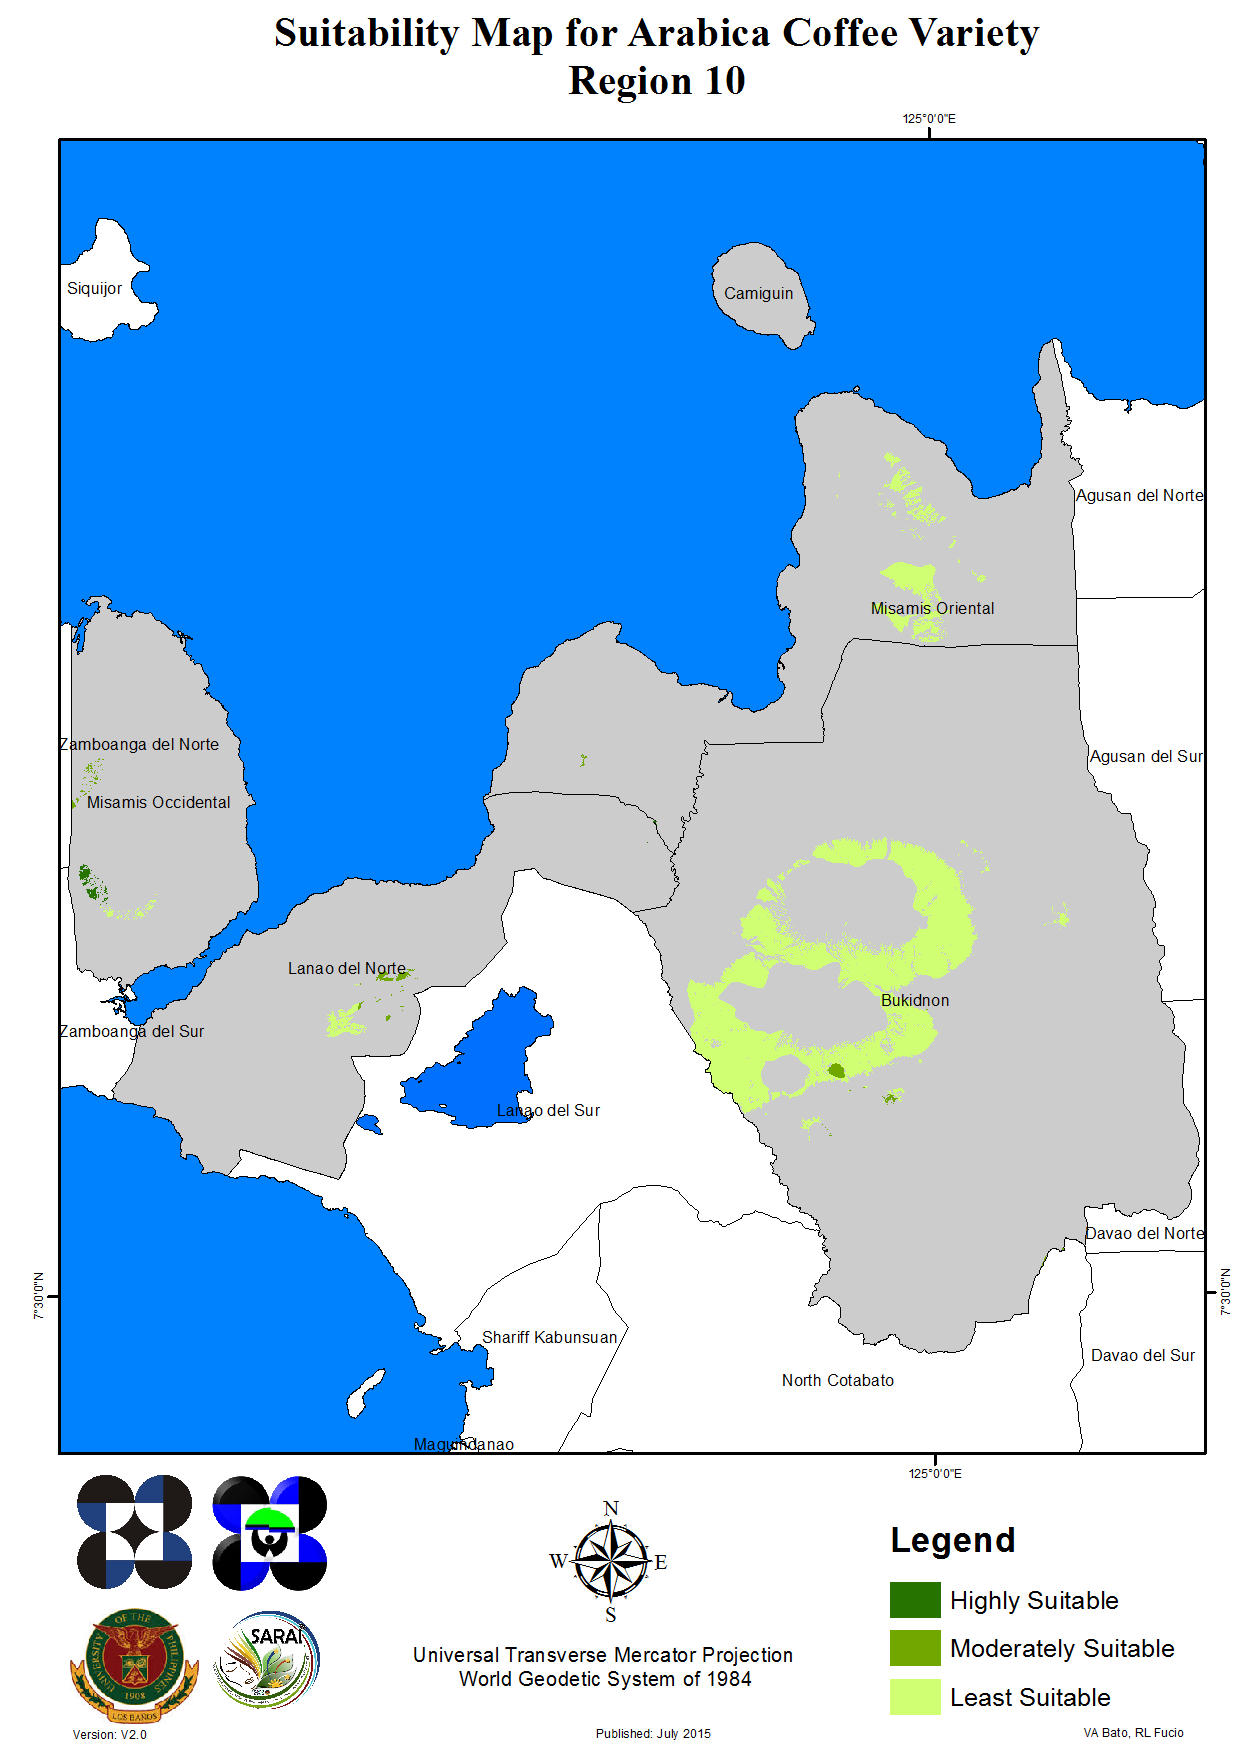 Suitability Map for Arabica Coffee Variety
Region 10
125°0'0"E
Siquijor
Camiguin
Agusan del Norte
Misamis Oriental
Zamboanga del Norte
Agusan del Sur
Misamis Occidental
Lanao del Norte
Bukidnon
Zamboanga del Sur
Lanao del Sur
Davao del Norte
7°30'0"N
7°30'0"N
Shariff Kabunsuan
Davao del Sur
North Cotabato
Maguindanao
125°0'0"E
N
W
E
S
Legend
Highly Suitable
Moderately Suitable
Least Suitable
UNIVERSITY OF THE PHILIPPINES
1908
LOS BAÑOS
SARAI
Universal Transverse Mercator Projection
World Geodetic System of 1984
Version: V2.0
Published: July 2015
VA Bato, RL Fucio